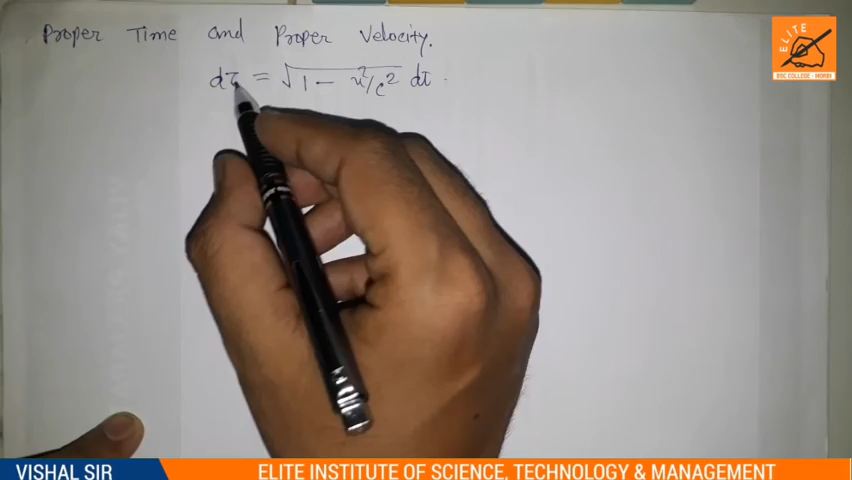 Proper Time and Proper Velocity.
dτ = √1 - u²/c² dt.
ELITE
BSC COLLEGE - MORBI
VISHAL SIR
ELITE INSTITUTE OF SCIENCE, TECHNOLOGY & MANAGEMENT